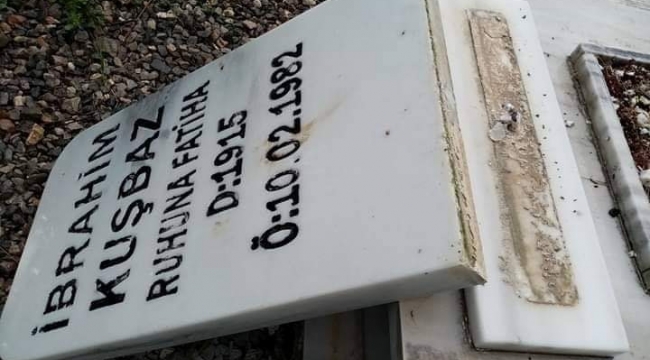 İBRAHİM
KUŞBAZ
RUHUNA FATİHA
D:1915
Ö:10.02.1982